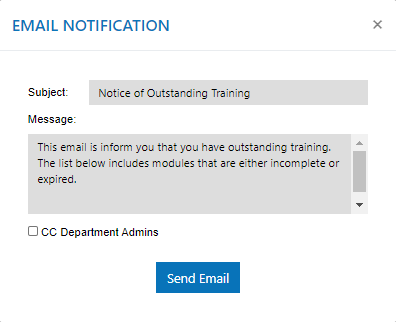 EMAIL NOTIFICATION
Subject: Notice of Outstanding Training
Message:
This email is inform you that you have outstanding training.
The list below includes modules that are either incomplete or
expired.
CC Department Admins
Send Email